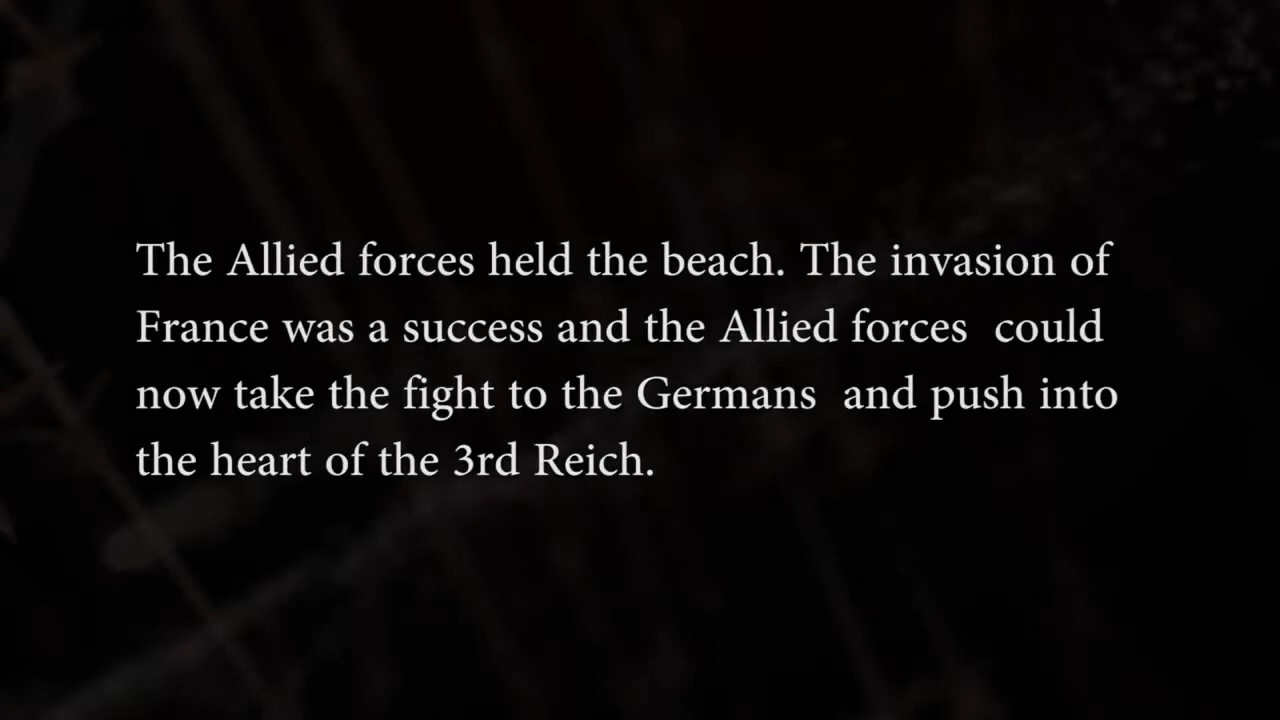 The Allied forces held the beach. The invasion of
France was a success and the Allied forces  could
now take the fight to the Germans  and push into
the heart of the 3rd Reich.